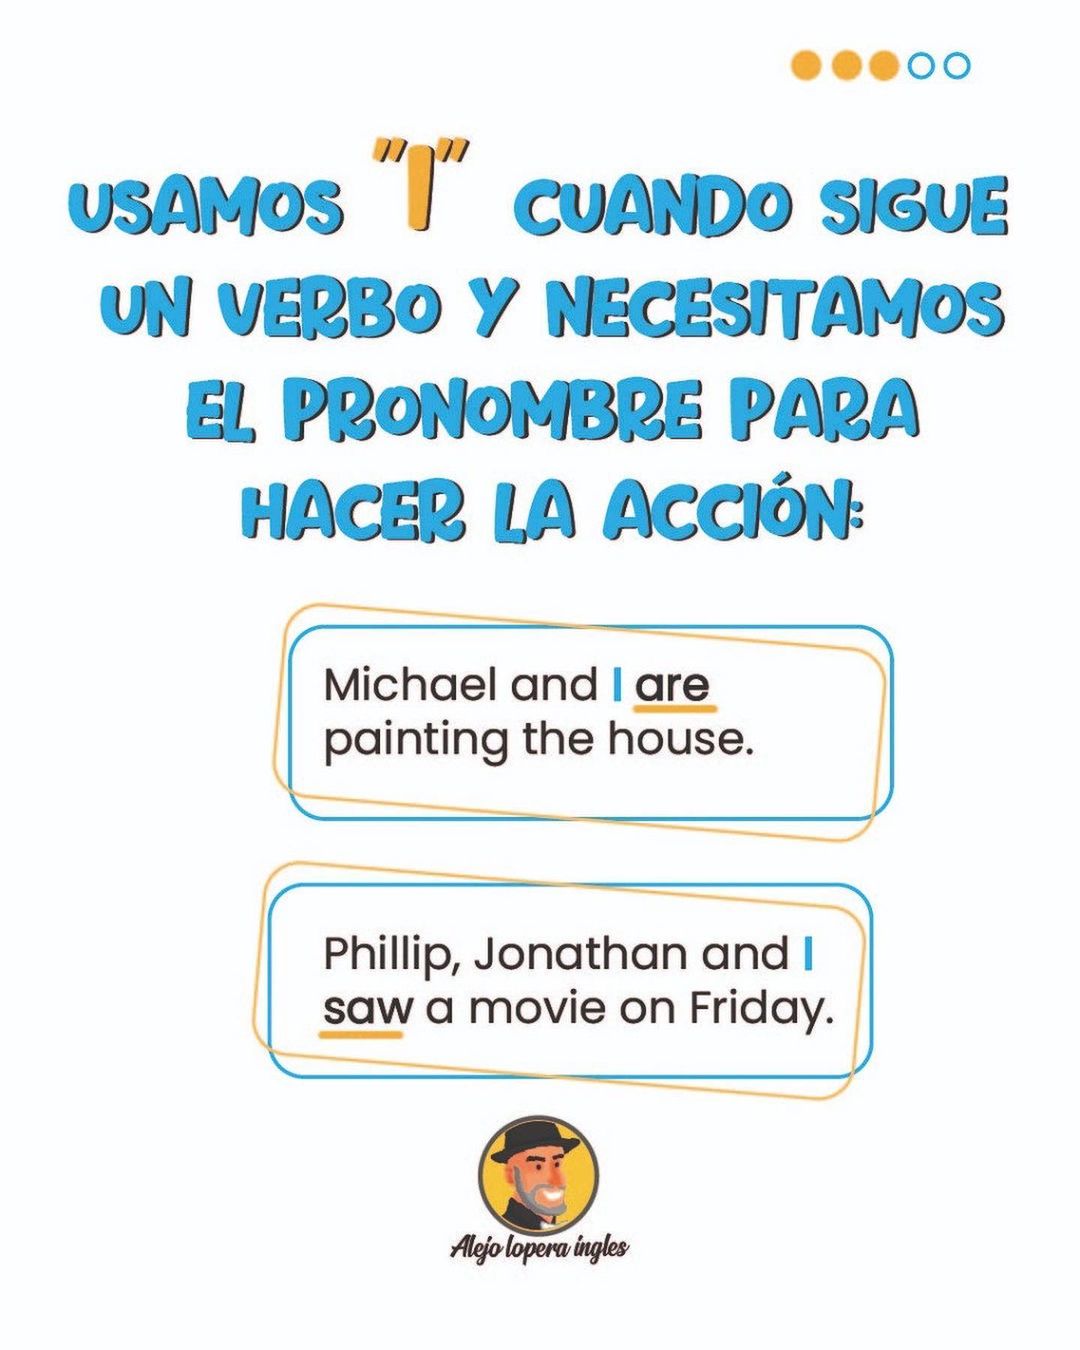 USAMOS "I" CUANDO SIGUE
UN VERBO Y NECESITAMOS
EL PRONOMBRE PARA
HACER LA ACCIÓN:
Michael and I are
painting the house.
Phillip, Jonathan and I
saw a movie on Friday.
Alejo lopera ingles